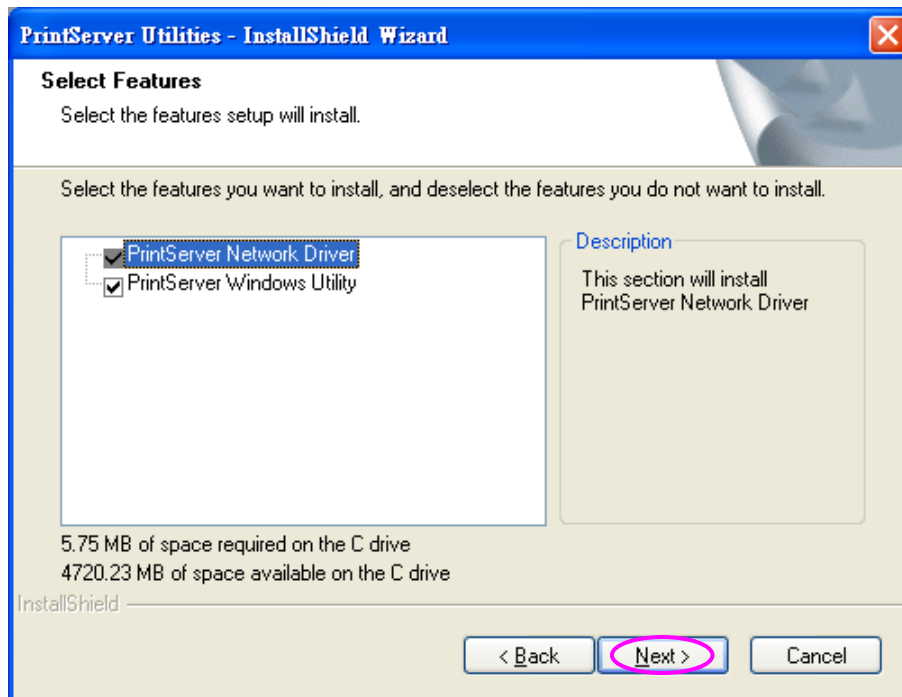 PrintServer Utilities - InstallShield Wizard
Select Features
Select the features setup will install.
Select the features you want to install, and deselect the features you do not want to install.
PrintServer Network Driver
PrintServer Windows Utility
Description
This section will install
PrintServer Network Driver
5.75 MB of space required on the C drive
4720.23 MB of space available on the C drive
InstallShield
< Back
Next >
Cancel